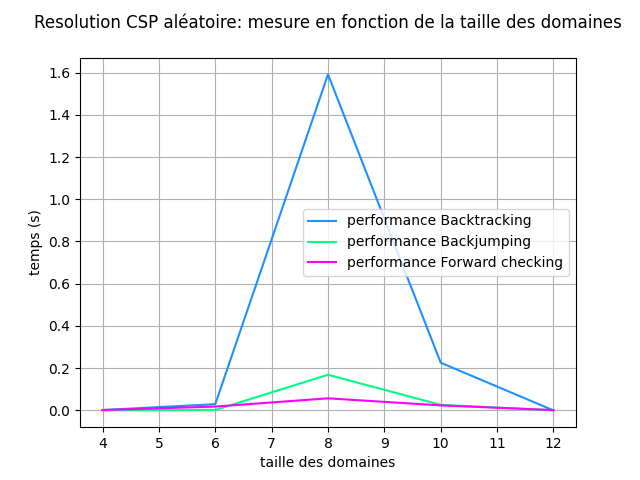 Resolution CSP aléatoire: mesure en fonction de la taille des domaines
1.6
1.4
1.2
1.0
0.8
0.6
0.4
0.2
0.0
temps (s)
performance Backtracking
performance Backjumping
performance Forward checking
4 5 6 7 8 9 10 11 12
taille des domaines